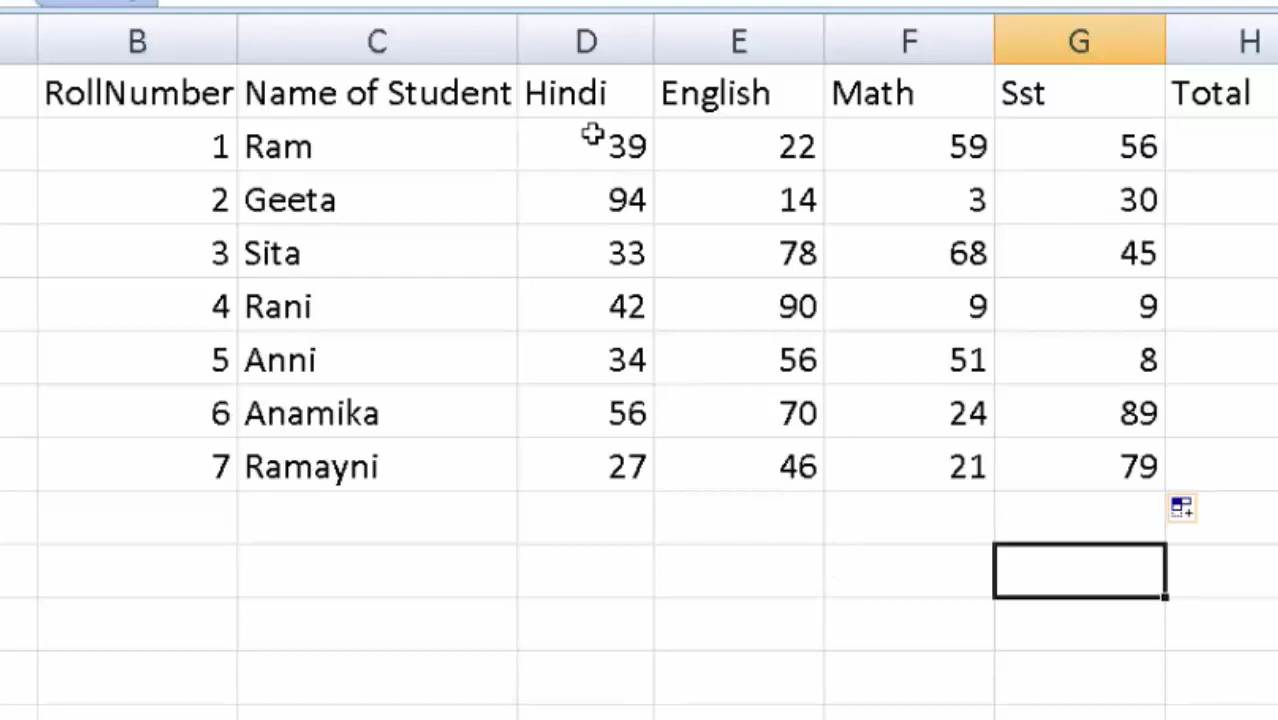 B C D E F G H
RollNumber Name of Student Hindi English Math Sst Total
1 Ram 39 22 59 56
2 Geeta 94 14 3 30
3 Sita 33 78 68 45
4 Rani 42 90 9 9
5 Anni 34 56 51 8
6 Anamika 56 70 24 89
7 Ramayni 27 46 21 79